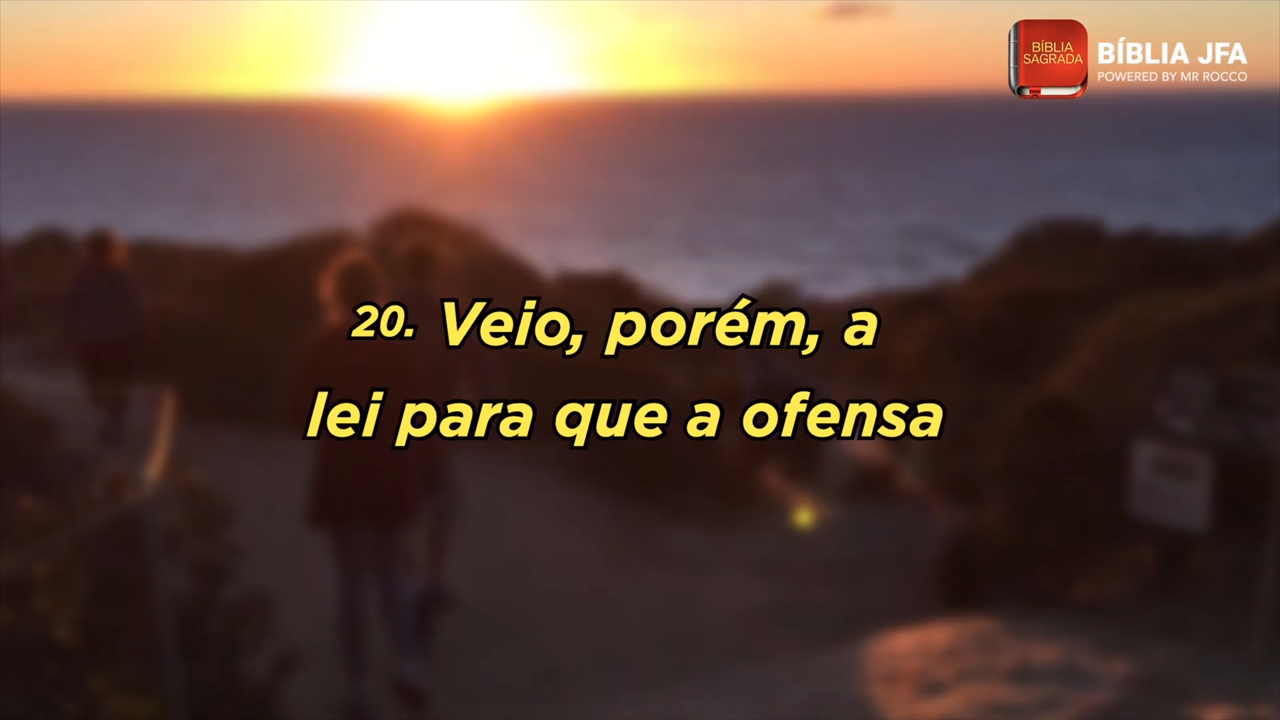 BÍBLIA
SAGRADA
BÍBLIA JFA
POWERED BY MR ROCCO
20. Veio, porém, a
lei para que a ofensa